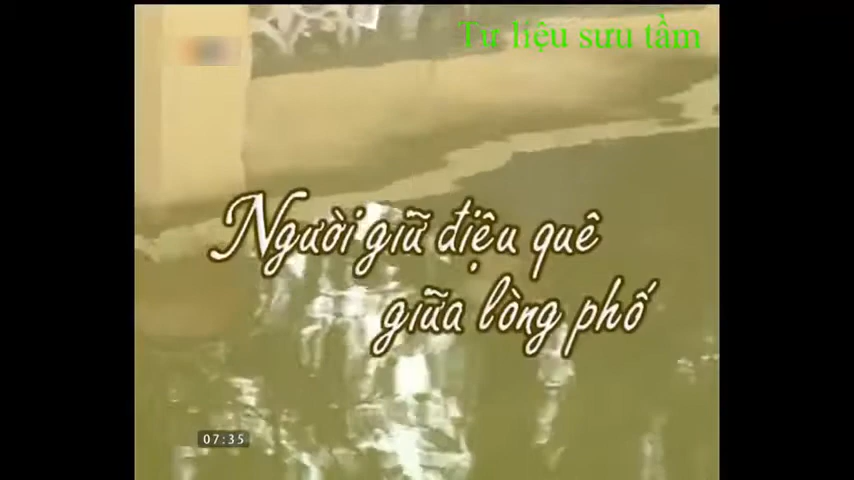 Tư liệu sưu tầm
Người giữ điệu quê
giữa lòng phố
07:35